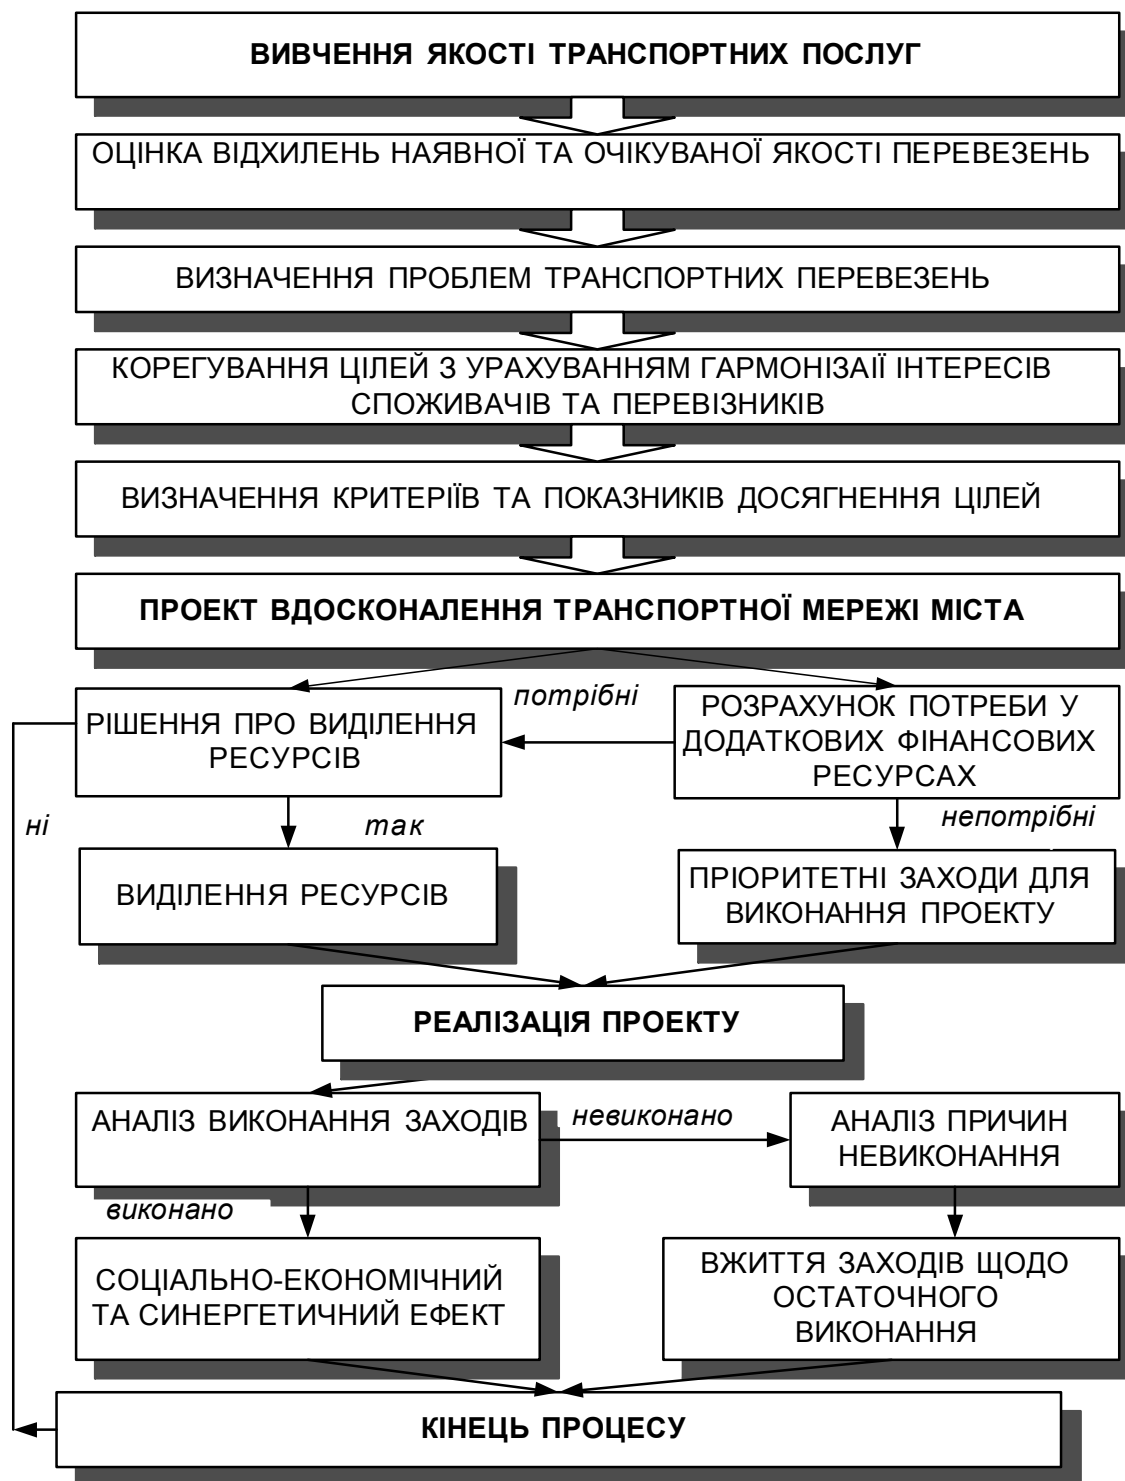 ВИВЧЕННЯ ЯКОСТІ ТРАНСПОРТНИХ ПОСЛУГ
ОЦІНКА ВІДХИЛЕНЬ НАЯВНОЇ ТА ОЧІКУВАНОЇ ЯКОСТІ ПЕРЕВЕЗЕНЬ
ВИЗНАЧЕННЯ ПРОБЛЕМ ТРАНСПОРТНИХ ПЕРЕВЕЗЕНЬ
КОРЕГУВАННЯ ЦІЛЕЙ З УРАХУВАННЯМ ГАРМОНІЗАІЇ ІНТЕРЕСІВ
СПОЖИВАЧІВ ТА ПЕРЕВІЗНИКІВ
ВИЗНАЧЕННЯ КРИТЕРІЇВ ТА ПОКАЗНИКІВ ДОСЯГНЕННЯ ЦІЛЕЙ
ПРОЕКТ ВДОСКОНАЛЕННЯ ТРАНСПОРТНОЇ МЕРЕЖІ МІСТА
РІШЕННЯ ПРО ВИДІЛЕННЯ
РЕСУРСІВ
потрібні
РОЗРАХУНОК ПОТРЕБИ У
ДОДАТКОВИХ ФІНАНСОВИХ
РЕСУРСАХ
ні
так
непотрібні
ВИДІЛЕННЯ РЕСУРСІВ
ПРІОРИТЕТНІ ЗАХОДИ ДЛЯ
ВИКОНАННЯ ПРОЕКТУ
РЕАЛІЗАЦІЯ ПРОЕКТУ
АНАЛІЗ ВИКОНАННЯ ЗАХОДІВ
невиконано
АНАЛІЗ ПРИЧИН
НЕВИКОНАННЯ
виконано
СОЦІАЛЬНО-ЕКОНОМІЧНИЙ
ТА СИНЕРГЕТИЧНИЙ ЕФЕКТ
ВЖИТТЯ ЗАХОДІВ ЩОДО
ОСТАТОЧНОГО
ВИКОНАННЯ
КІНЕЦЬ ПРОЦЕСУ